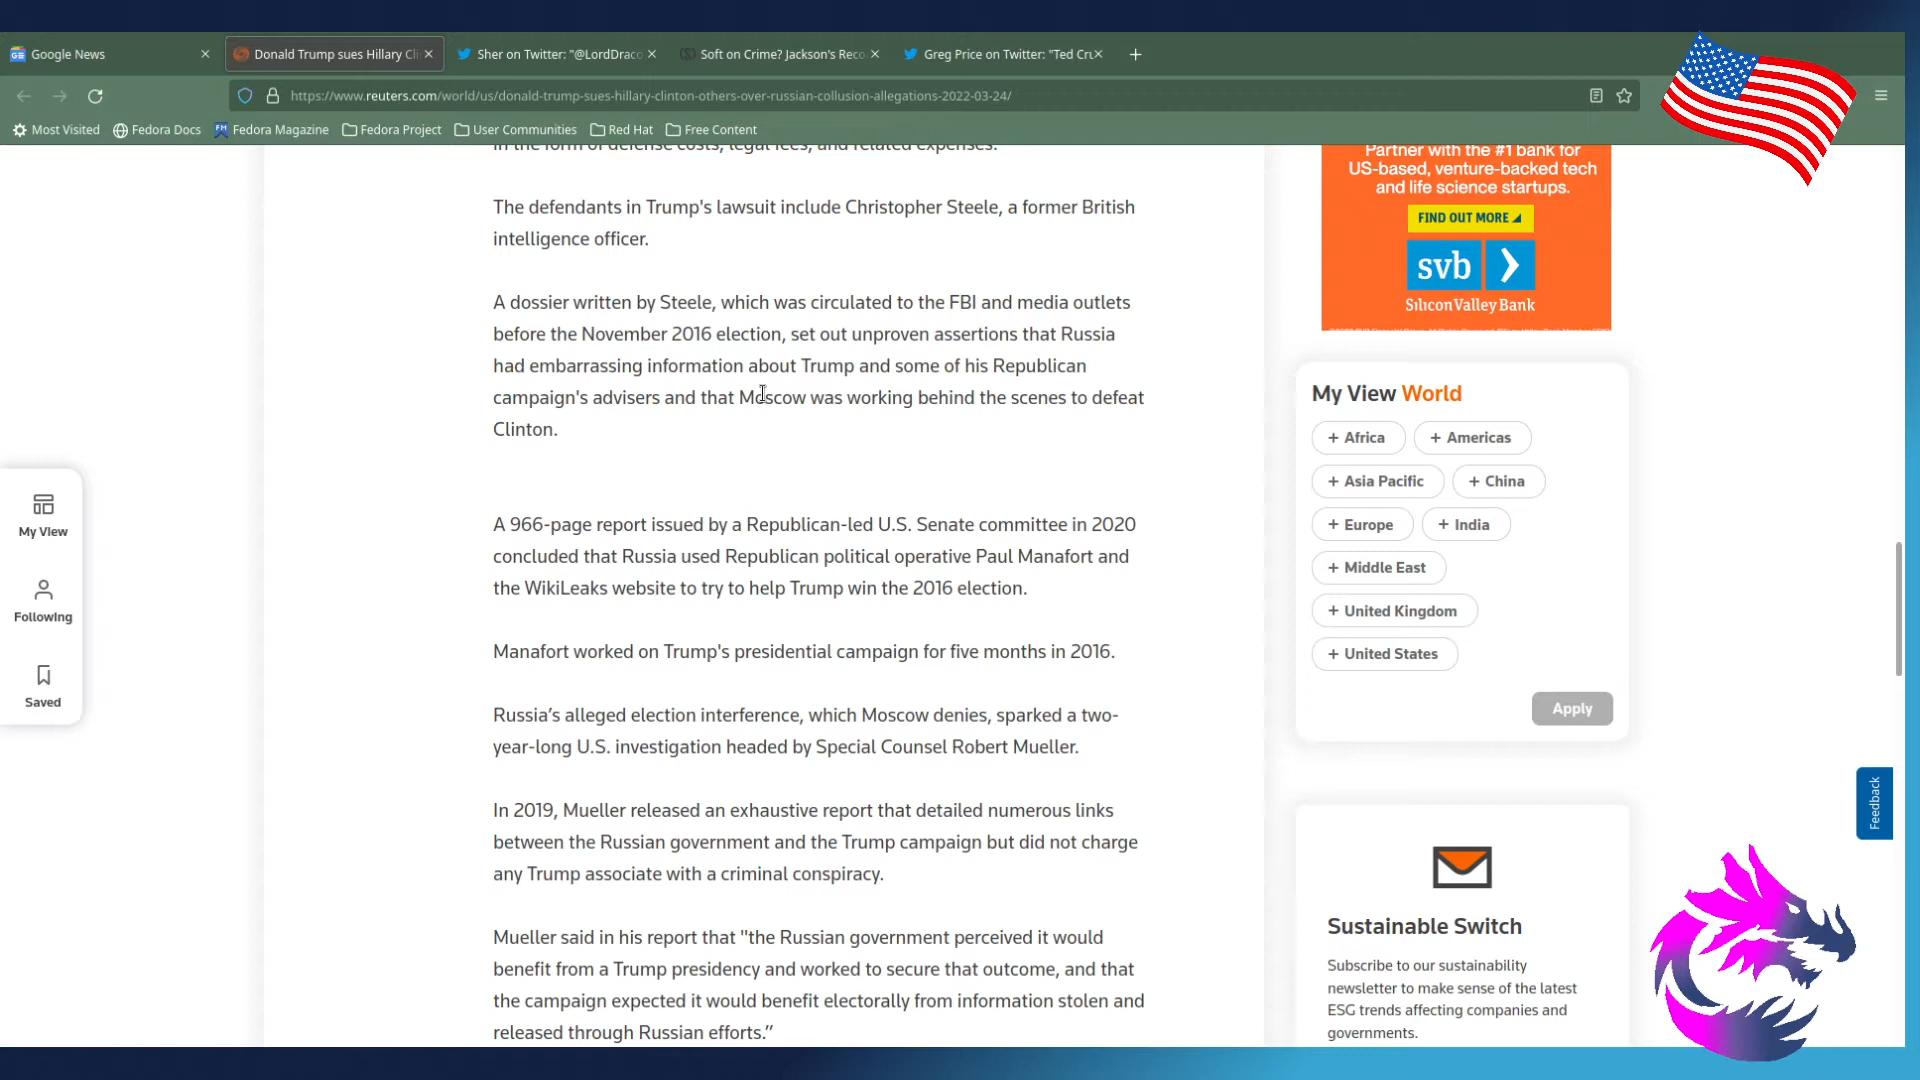 Google News
Donald Trump sues Hillary Cli
Sher on Twitter: "@LordDraco
Soft on Crime? Jackson's Reco
Greg Price on Twitter: "Ted Cru
https://www.reuters.com/world/us/donald-trump-sues-hillary-clinton-others-over-russian-collusion-allegations-2022-03-24/
Most Visited
Fedora Docs
Fedora Magazine
Fedora Project
User Communities
Red Hat
Free Content
in the form of defense costs, legal fees, and related expenses.
The defendants in Trump's lawsuit include Christopher Steele, a former British
intelligence officer.
A dossier written by Steele, which was circulated to the FBI and media outlets
before the November 2016 election, set out unproven assertions that Russia
had embarrassing information about Trump and some of his Republican
campaign's advisers and that Moscow was working behind the scenes to defeat
Clinton.
A 966-page report issued by a Republican-led U.S. Senate committee in 2020
concluded that Russia used Republican political operative Paul Manafort and
the WikiLeaks website to try to help Trump win the 2016 election.
Manafort worked on Trump's presidential campaign for five months in 2016.
Russia’s alleged election interference, which Moscow denies, sparked a two-
year-long U.S. investigation headed by Special Counsel Robert Mueller.
In 2019, Mueller released an exhaustive report that detailed numerous links
between the Russian government and the Trump campaign but did not charge
any Trump associate with a criminal conspiracy.
Mueller said in his report that "the Russian government perceived it would
benefit from a Trump presidency and worked to secure that outcome, and that
the campaign expected it would benefit electorally from information stolen and
released through Russian efforts.”
My View
Following
Saved
Partner with the #1 bank for
US-based, venture-backed tech
and life science startups.
FIND OUT MORE
svb
Silicon Valley Bank
My View World
+ Africa
+ Americas
+ Asia Pacific
+ China
+ Europe
+ India
+ Middle East
+ United Kingdom
+ United States
Apply
Feedback
Sustainable Switch
Subscribe to our sustainability
newsletter to make sense of the latest
ESG trends affecting companies and
governments.